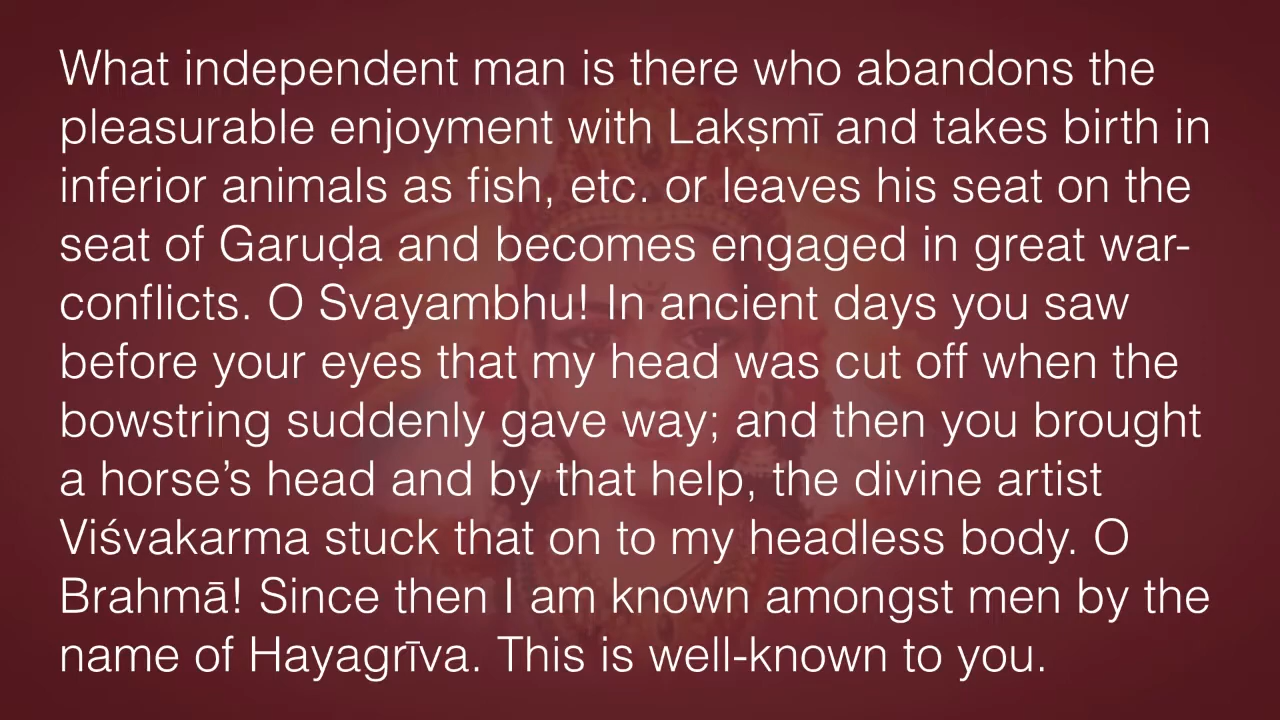 What independent man is there who abandons the
pleasurable enjoyment with Lakṣmī and takes birth in
inferior animals as fish, etc. or leaves his seat on the
seat of Garuḍa and becomes engaged in great war-
conflicts. O Svayambhu! In ancient days you saw
before your eyes that my head was cut off when the
bowstring suddenly gave way; and then you brought
a horse’s head and by that help, the divine artist
Viśvakarma stuck that on to my headless body. O
Brahmā! Since then I am known amongst men by the
name of Hayagrīva. This is well-known to you.